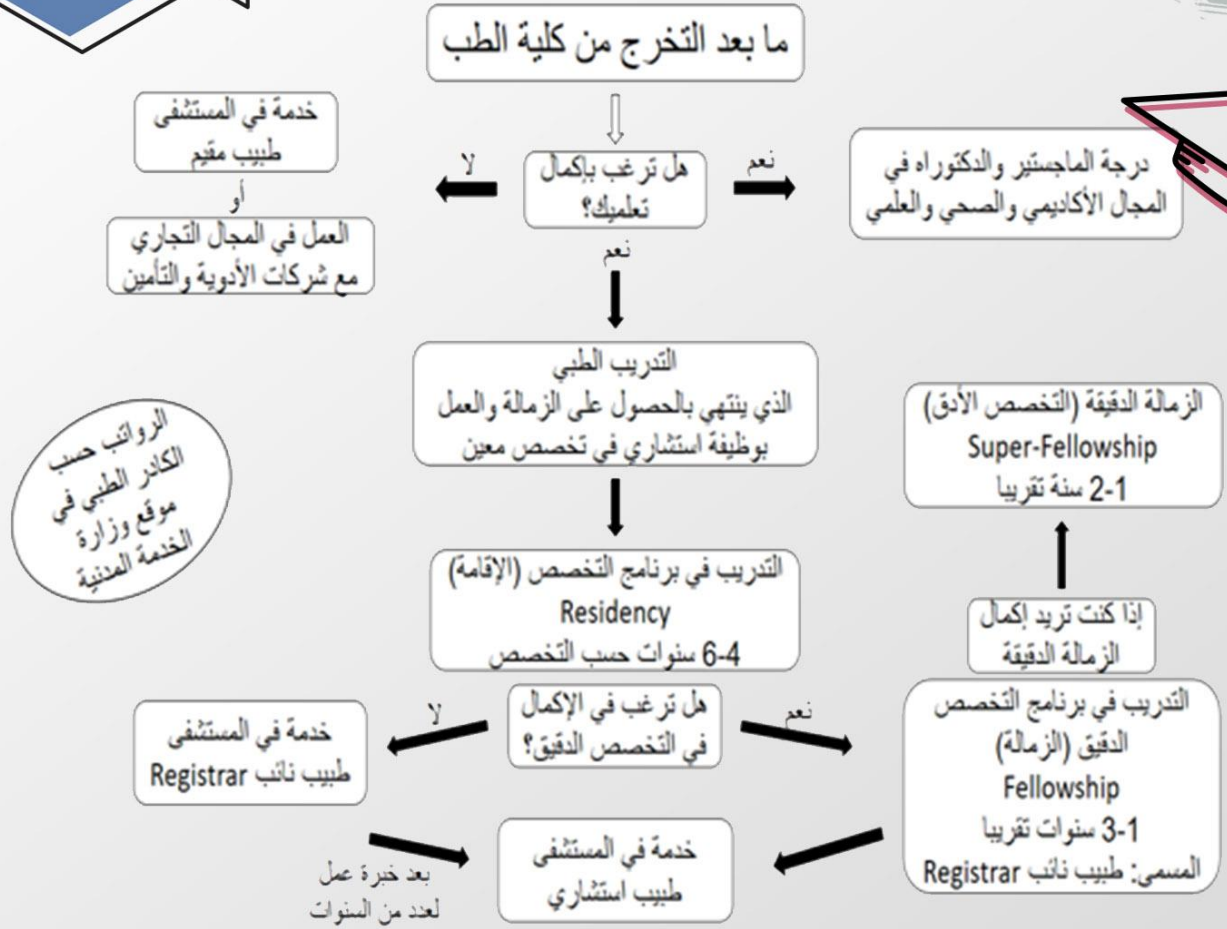 ما بعد التخرج من كلية الطب
هل ترغب بإكمال
تعلميك؟
نعم
درجة الماجستير والدكتوراه في
المجال الأكاديمي والصحي والعلمي
لا
خدمة في المستشفى
طبيب مقيم
أو
العمل في المجال التجاري
مع شركات الأدوية والتأمين
نعم
التدريب الطبي
الذي ينتهي بالحصول على الزمالة والعمل
بوظيفة استشاري في تخصص معين
التدريب في برنامج التخصص (الإقامة)
Residency
4-6 سنوات حسب التخصص
هل ترغب في الإكمال
في التخصص الدقيق؟
نعم
التدريب في برنامج التخصص
الدقيق (الزمالة)
Fellowship
1-3 سنوات تقريبا
المسمى: طبيب نائب Registrar
إذا كنت تريد إكمال
الزمالة الدقيقة
الزمالة الدقيقة (التخصص الأدق)
Super-Fellowship
1-2 سنة تقريبا
لا
خدمة في المستشفى
طبيب نائب Registrar
بعد خبرة عمل
لعدد من السنوات
خدمة في المستشفى
طبيب استشاري
الرواتب حسب
الكادر الطبي في
موقع وزارة
الخدمة المدنية